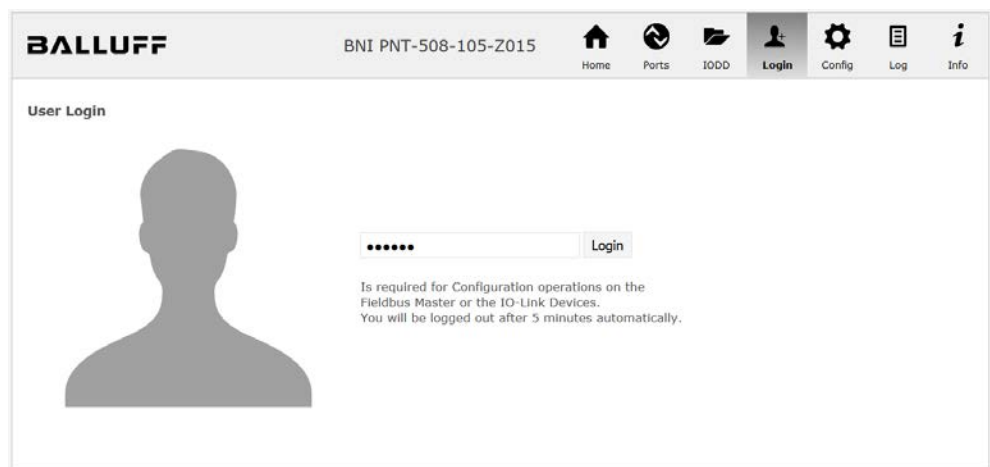 BALLUFF
BNI PNT-508-105-Z015
Home Ports IODD Login Config Log Info
User Login
●●●●●● Login
Is required for Configuration operations on the
Fieldbus Master or the IO-Link Devices.
You will be logged out after 5 minutes automatically.